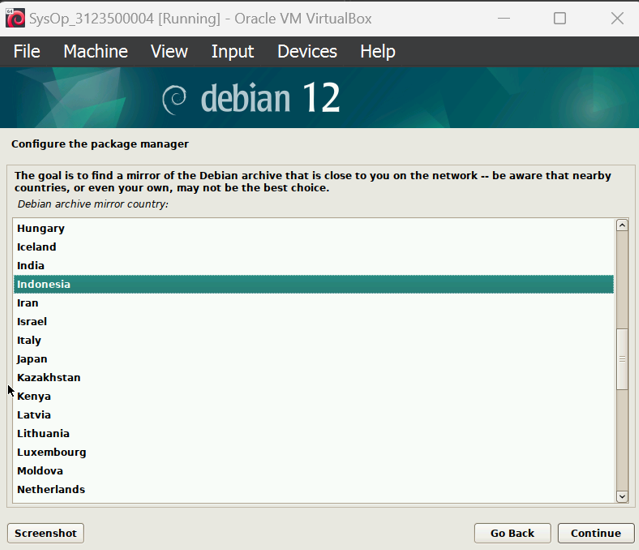 SysOp_3123500004 [Running] - Oracle VM VirtualBox
File Machine View Input Devices Help
debian 12
Configure the package manager
The goal is to find a mirror of the Debian archive that is close to you on the network -- be aware that nearby
countries, or even your own, may not be the best choice.
Debian archive mirror country:
Hungary
Iceland
India
Indonesia
Iran
Israel
Italy
Japan
Kazakhstan
Kenya
Latvia
Lithuania
Luxembourg
Moldova
Netherlands
Screenshot Go Back Continue